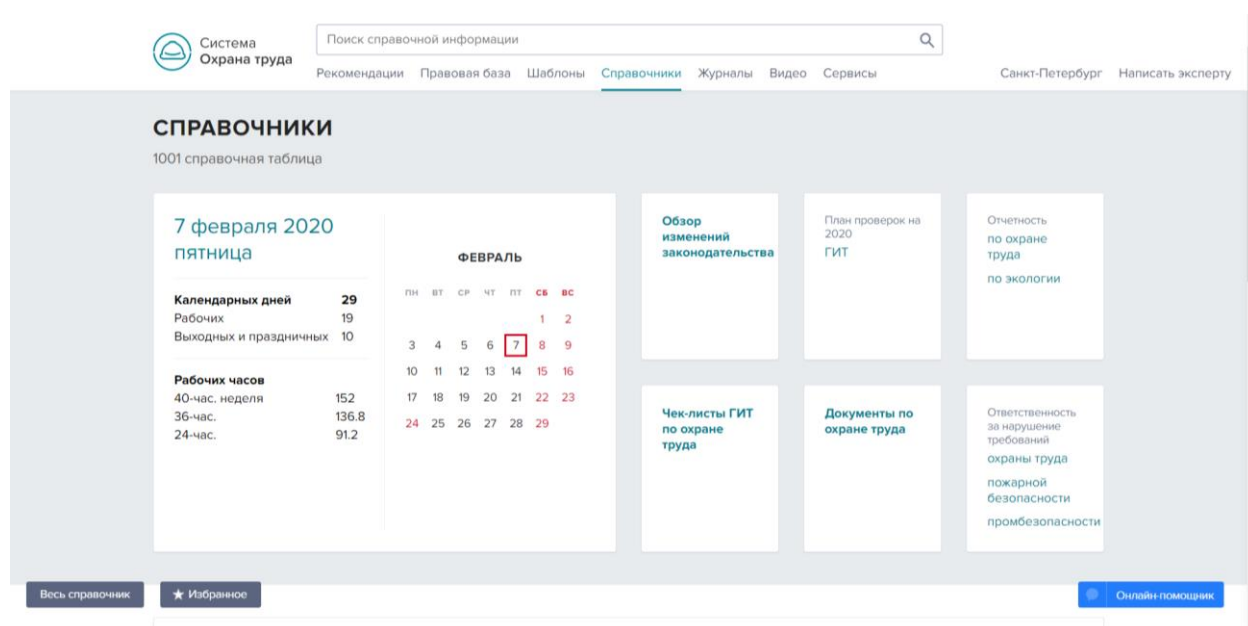 Система
Охрана труда
Поиск справочной информации
Рекомендации Правовая база Шаблоны Справочники Журналы Видео Сервисы Санкт-Петербург Написать эксперту
СПРАВОЧНИКИ
1001 справочная таблица
7 февраля 2020
пятница
Календарных дней 29
Рабочих 19
Выходных и праздничных 10
Рабочих часов
40-час. неделя 152
36-час. 136.8
24-час. 91.2
ФЕВРАЛЬ
ПН ВТ СР ЧТ ПТ СБ ВС
1 2
3 4 5 6 7 8 9
10 11 12 13 14 15 16
17 18 19 20 21 22 23
24 25 26 27 28 29
Обзор
изменений
законодательства
План проверок на
2020
ГИТ
Отчетность
по охране
труда
по экологии
Чек-листы ГИТ
по охране
труда
Документы по
охране труда
Ответственность
за нарушение
требований
охраны труда
пожарной
безопасности
промбезопасности
Весь справочник
Избранное
Онлайн-помощник